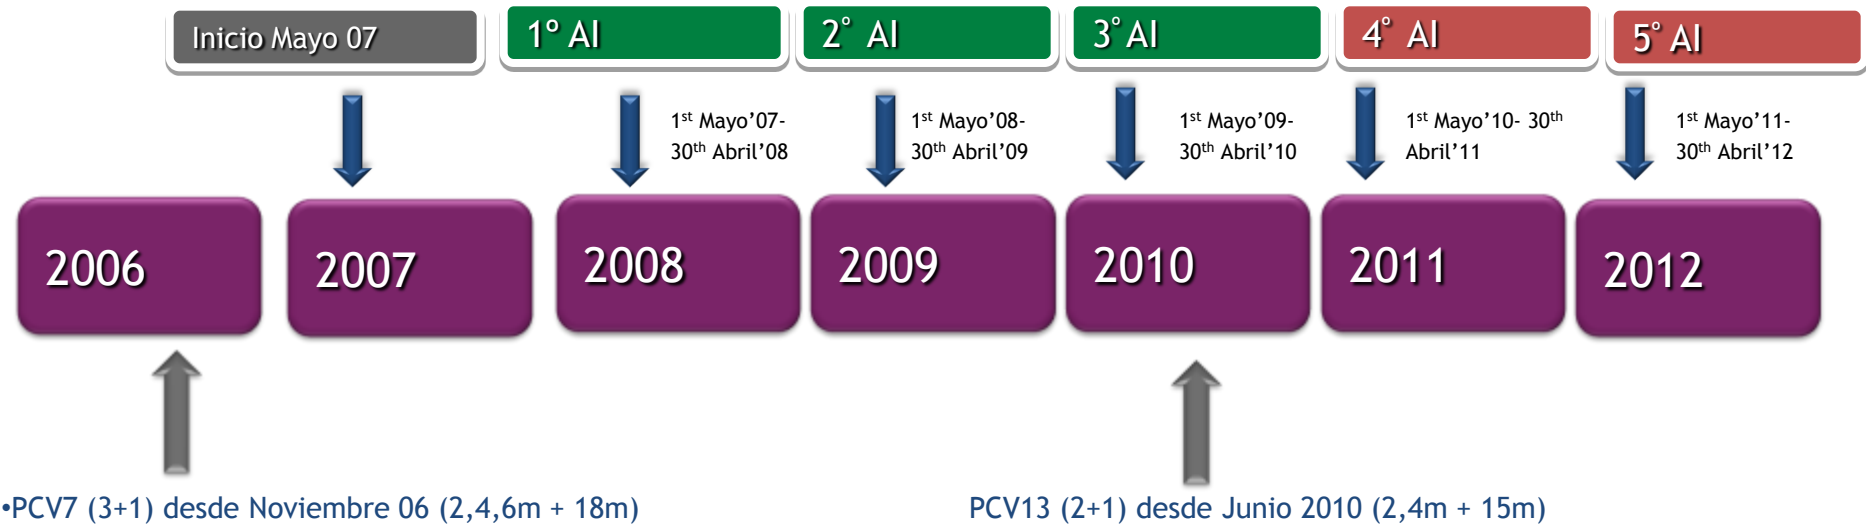 Inicio Mayo 07
1º AI
2° AI
3° AI
4° AI
5° AI
1st Mayo'07-
30th Abril'08
1st Mayo'08-
30th Abril'09
1st Mayo'09-
30th Abril'10
1st Mayo'10- 30th
Abril'11
1st Mayo'11-
30th Abril'12
2006
2007
2008
2009
2010
2011
2012
•PCV7 (3+1) desde Noviembre 06 (2,4,6m + 18m)
PCV13 (2+1) desde Junio 2010 (2,4m + 15m)